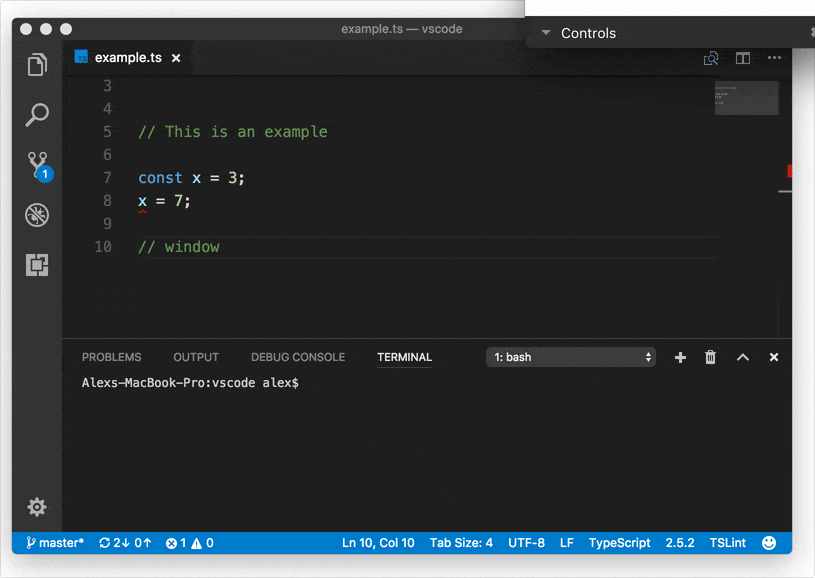 example.ts — vscode
Controls
example.ts
3
4
5 // This is an example
6
7 const x = 3;
8 x = 7;
9
10 // window
1
PROBLEMS OUTPUT DEBUG CONSOLE TERMINAL 1: bash
Alexs-MacBook-Pro:vscode alex$
master* 2↓ 0↑ 1 0 Ln 10, Col 10 Tab Size: 4 UTF-8 LF TypeScript 2.5.2 TSLint